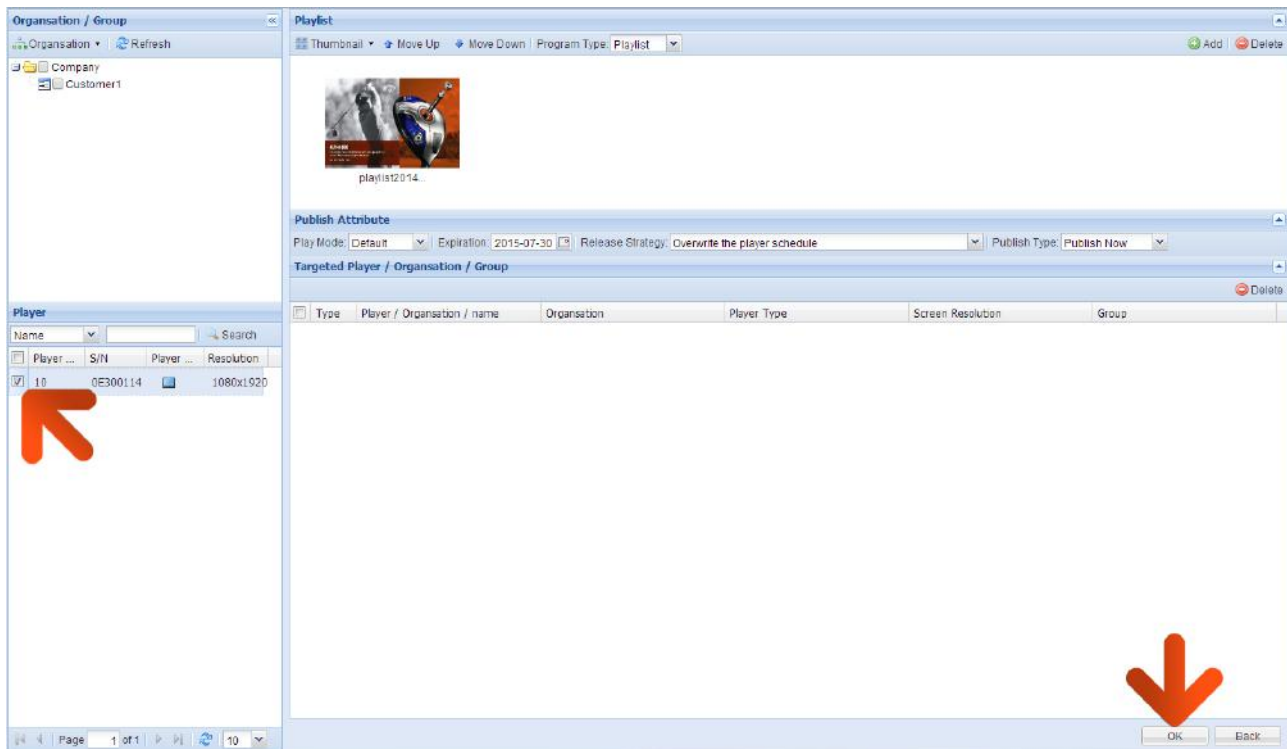 Organsation / Group
Organsation
Refresh
Company
Customer1
Player
Name
Search
Player ...
S/N
Player ...
Resolution
10
0E300114
1080x1920
Page 1 of 1
10
Playlist
Thumbnail
Move Up
Move Down
Program Type: Playlist
Add
Delete
playlist2014...
Publish Attribute
Play Mode: Default
Expiration: 2015-07-30
Release Strategy: Overwrite the player schedule
Publish Type: Publish Now
Targeted Player / Organsation / Group
Delete
Type
Player / Organsation / name
Organsation
Player Type
Screen Resolution
Group
OK
Back